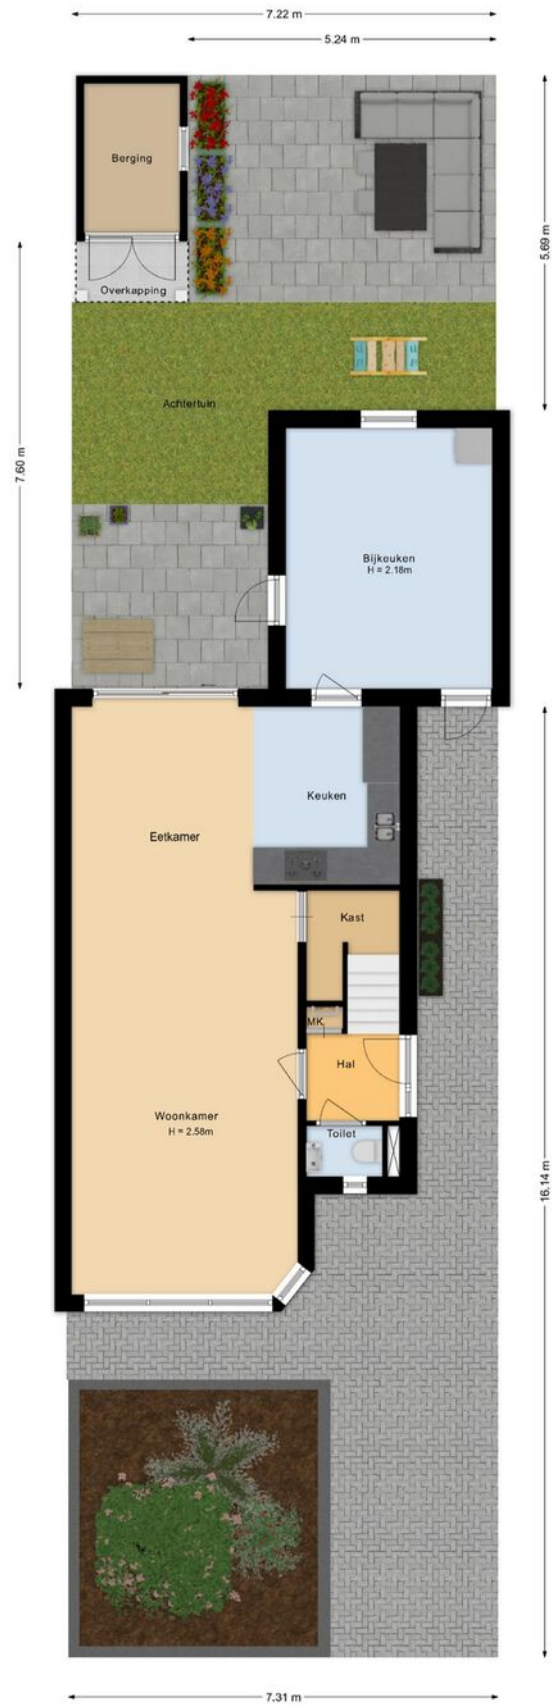 7.22 m
5.24 m
Berging
5.69 m
Overkapping
Achtertuin
7.60 m
Bijkeuken
H = 2.18m
Keuken
Eetkamer
Kast
MK
Hal
Woonkamer
H = 2.58m
Toilet
16.14 m
7.31 m